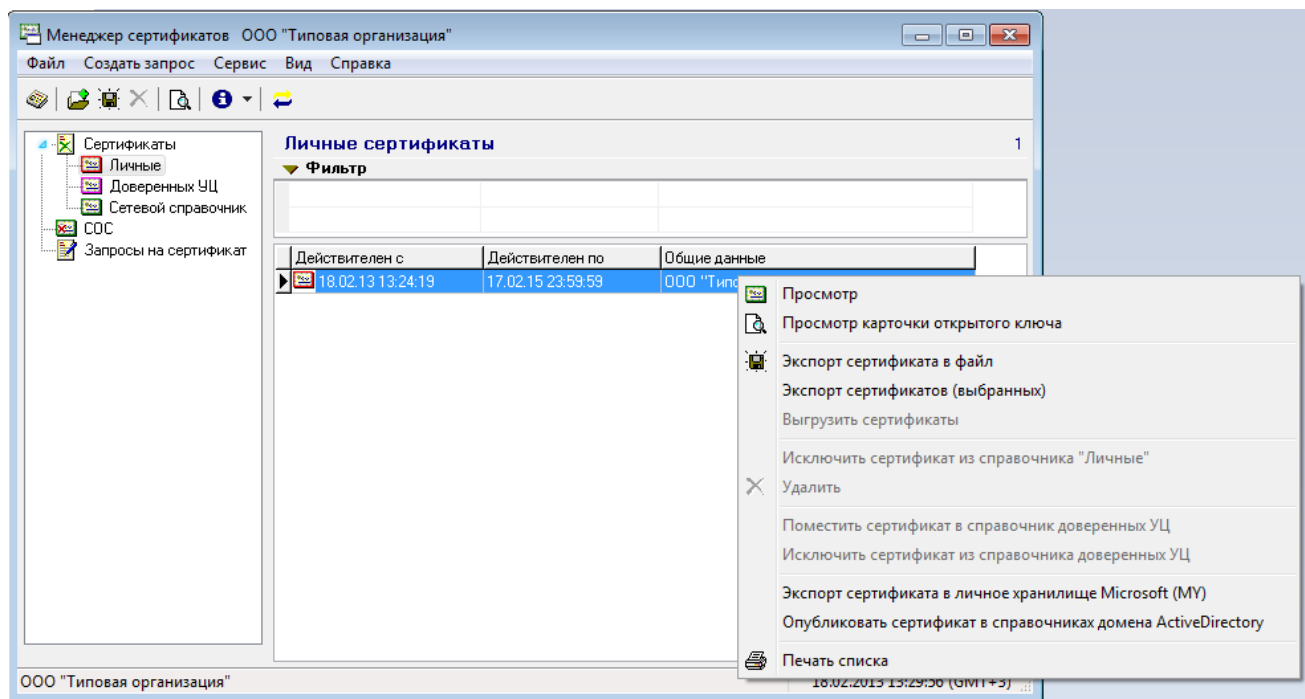 Менеджер сертификатов ООО "Типовая организация"
Файл Создать запрос Сервис Вид Справка
Сертификаты
Личные
Доверенных УЦ
Сетевой справочник
СОС
Запросы на сертификат
Личные сертификаты 1
Фильтр
Действителен с Действителен по Общие данные
18.02.13 13:24:19 17.02.15 23:59:59 ООО "Типо
Просмотр
Просмотр карточки открытого ключа
Экспорт сертификата в файл
Экспорт сертификатов (выбранных)
Выгрузить сертификаты
Исключить сертификат из справочника "Личные"
Удалить
Поместить сертификат в справочник доверенных УЦ
Исключить сертификат из справочника доверенных УЦ
Экспорт сертификата в личное хранилище Microsoft (MY)
Опубликовать сертификат в справочниках домена ActiveDirectory
Печать списка
ООО "Типовая организация" 18.02.2013 13:29:56 (GMT+3)